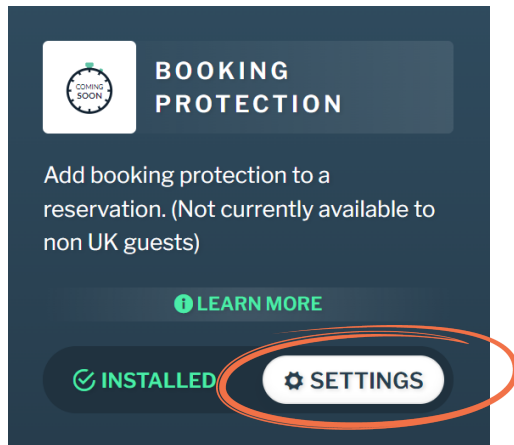 COMING
SOON
BOOKING
PROTECTION
Add booking protection to a
reservation. (Not currently available to
non UK guests)
LEARN MORE
INSTALLED
SETTINGS